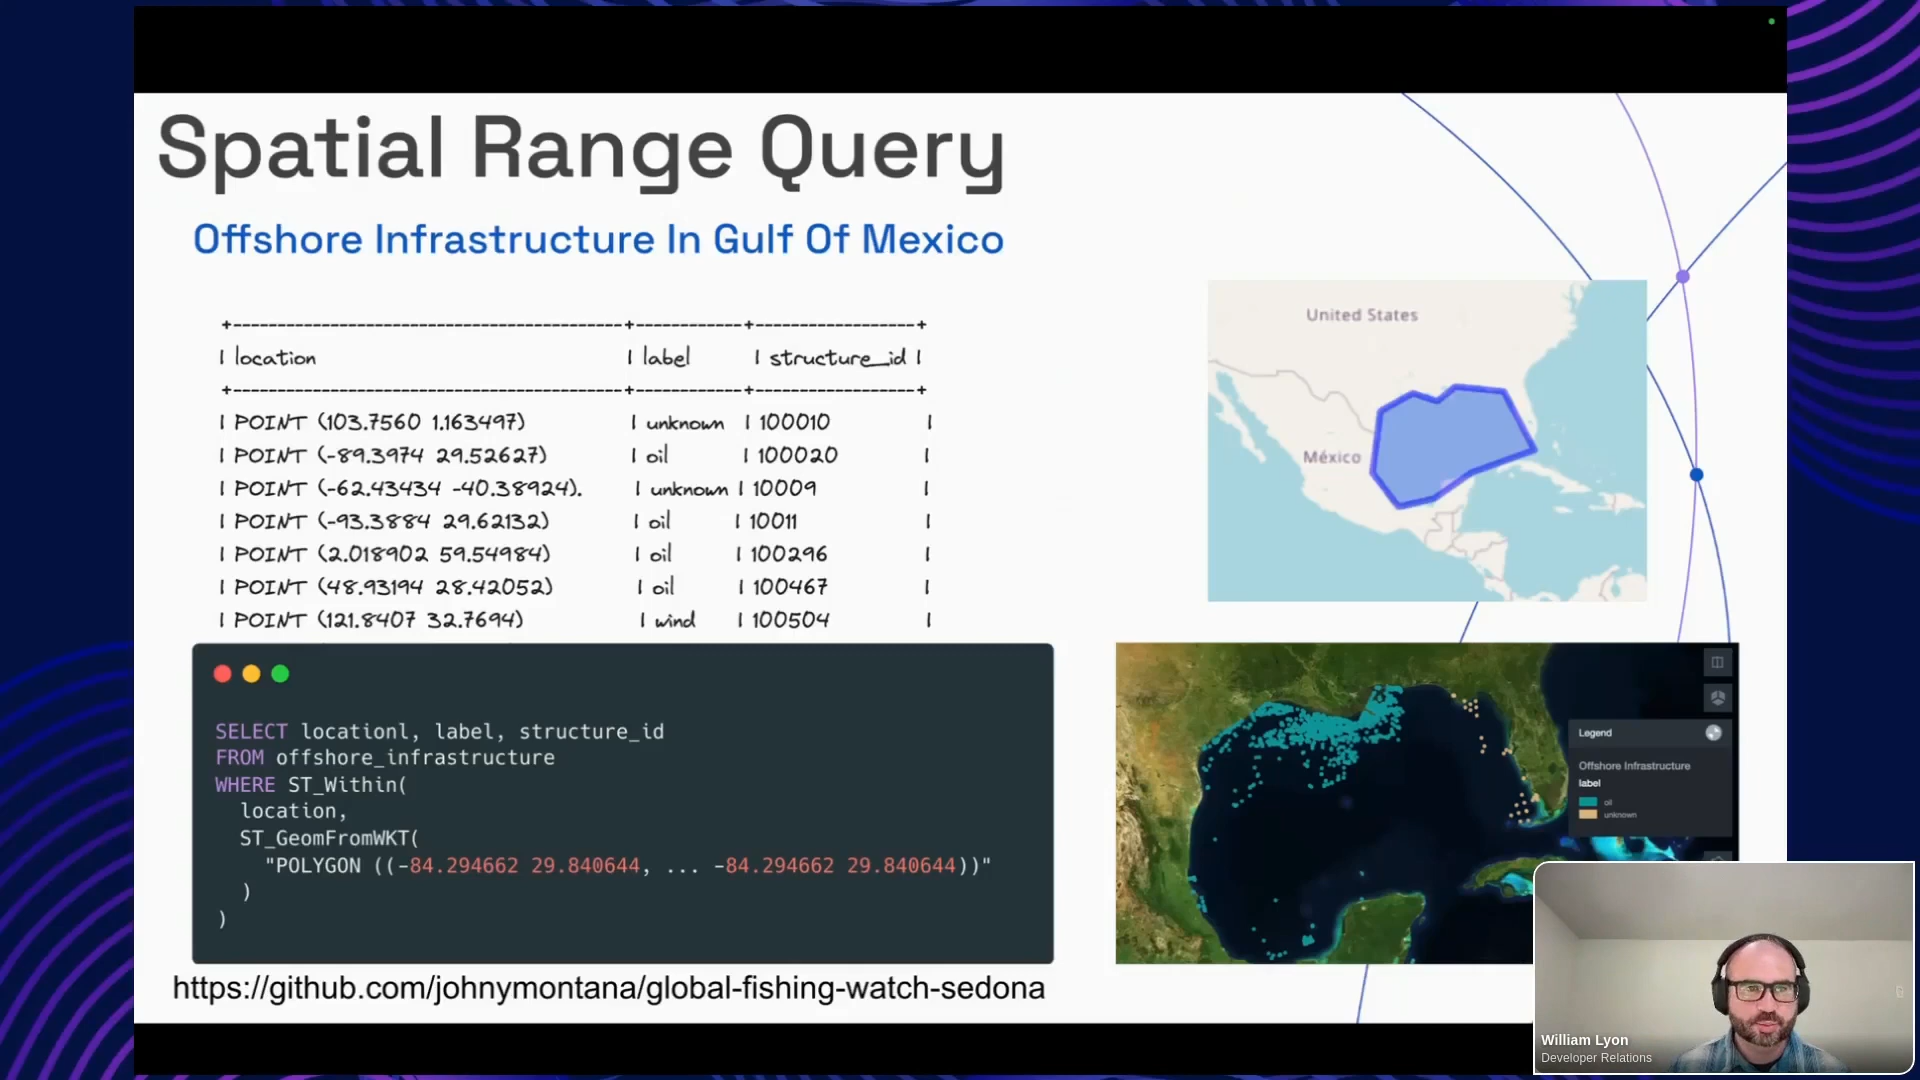 Spatial Range Query
Offshore Infrastructure In Gulf Of Mexico
+-------------------------------------------+------------+------------------+
| location | label | structure_id |
+-------------------------------------------+------------+------------------+
| POINT (103.7560 1.163497) | unknown | 100010 |
| POINT (-89.3974 29.52627) | oil | 100020 |
| POINT (-62.43434 -40.38924). | unknown | 10009 |
| POINT (-93.3884 29.62132) | oil | 10011 |
| POINT (2.018902 59.54984) | oil | 100296 |
| POINT (48.93194 28.42052) | oil | 100467 |
| POINT (121.8407 32.7694) | wind | 100504 |
SELECT locationl, label, structure_id
FROM offshore_infrastructure
WHERE ST_Within(
location,
ST_GeomFromWKT(
"POLYGON ((-84.294662 29.840644, ... -84.294662 29.840644))"
)
)
https://github.com/johnymontana/global-fishing-watch-sedona
United States
México
Legend
Offshore Infrastructure
label
oil
unknown
William Lyon
Developer Relations